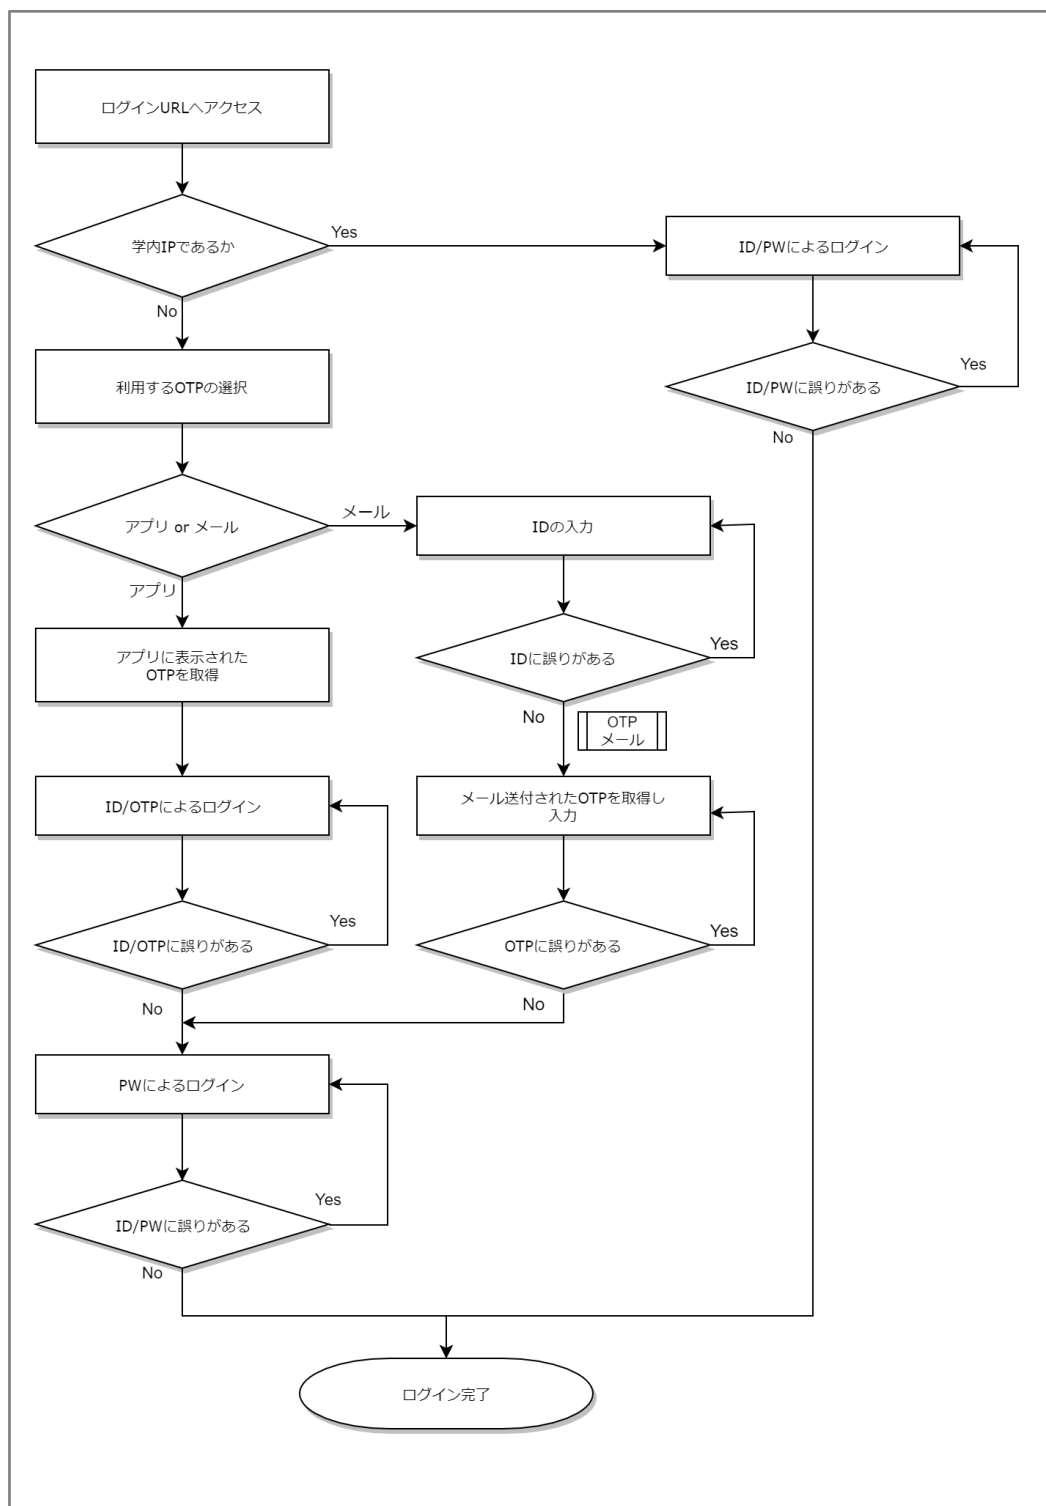 ログインURLへアクセス
学内IPであるか
Yes
ID/PWによるログイン
No
利用するOTPの選択
ID/PWに誤りがある
Yes
No
アプリ or メール
メール
IDの入力
アプリ
アプリに表示された
OTPを取得
IDに誤りがある
Yes
No
OTP
メール
ID/OTPによるログイン
メール送付されたOTPを取得し
入力
ID/OTPに誤りがある
Yes
OTPに誤りがある
Yes
No
No
PWによるログイン
ID/PWに誤りがある
Yes
No
ログイン完了